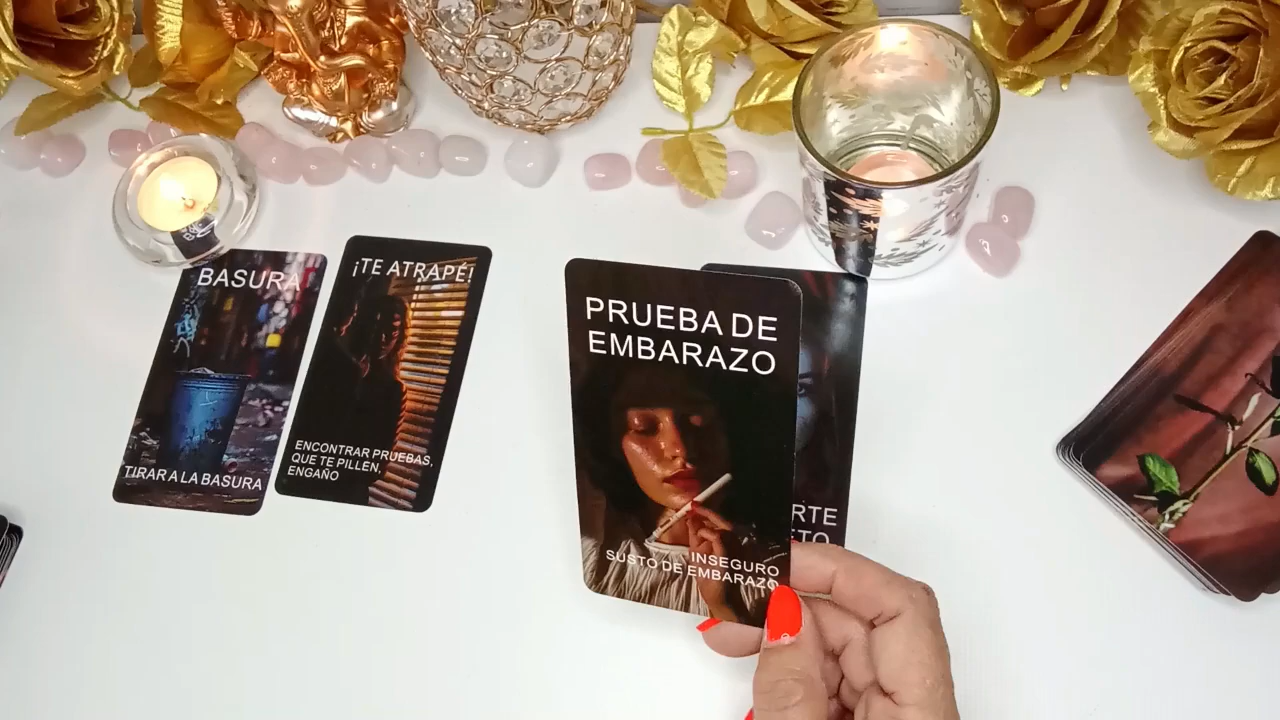 BASURA
TIRAR A LA BASURA
¡TE ATRAPÉ!
ENCONTRAR PRUEBAS,
QUE TE PILLEN,
ENGAÑO
PRUEBA DE
EMBARAZO
INSEGURO
SUSTO DE EMBARAZO